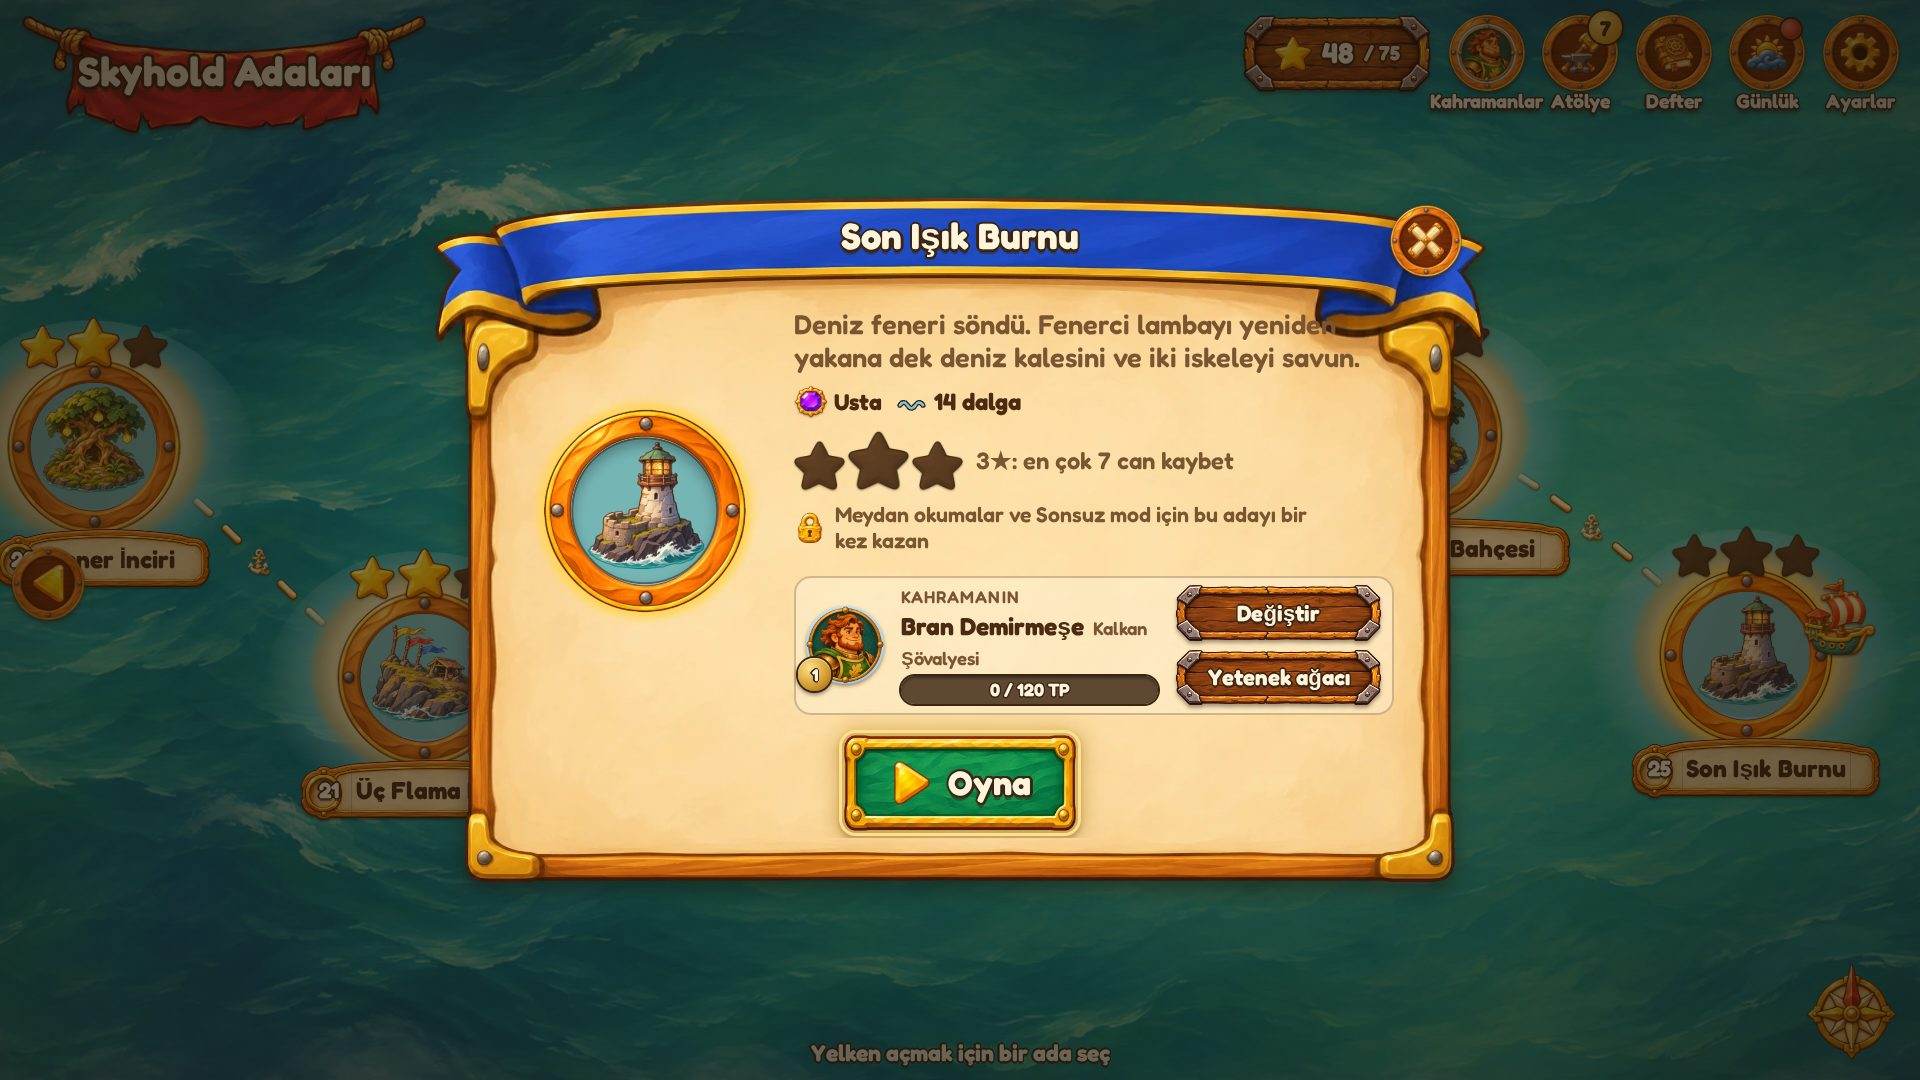 Skyhold Adaları
48 / 75
7
Kahramanlar
Atölye
Defter
Günlük
Ayarlar
Son Işık Burnu
Deniz feneri söndü. Fenerci lambayı yeniden
yakana dek deniz kalesini ve iki iskeleyi savun.
Usta
14 dalga
3★: en çok 7 can kaybet
Meydan okumalar ve Sonsuz mod için bu adayı bir
kez kazan
KAHRAMANIN
Bran Demirmeşe Kalkan
Şövalyesi
1
0 / 120 TP
Değiştir
Yetenek ağacı
Oyna
İnciri
21 Üç Flama
Bahçesi
25 Son Işık Burnu
Yelken açmak için bir ada seç